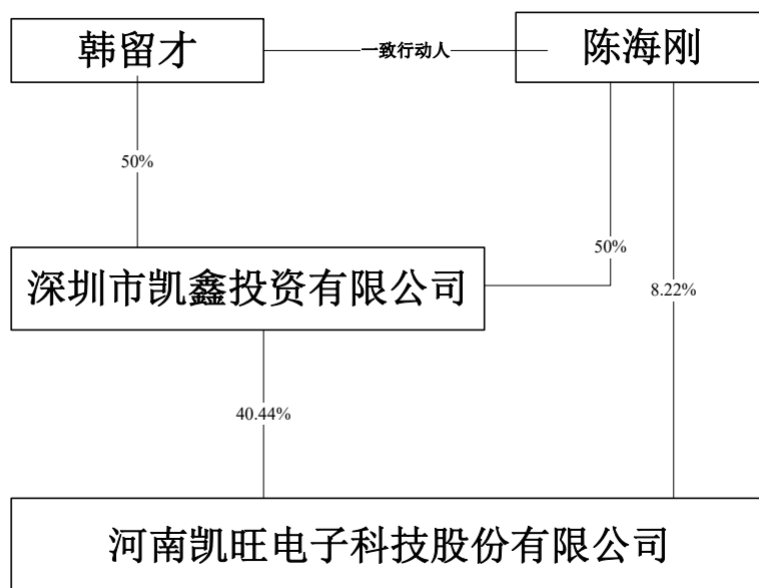 韩留才
一致行动人
陈海刚
50%
50%
深圳市凯鑫投资有限公司
8.22%
40.44%
河南凯旺电子科技股份有限公司